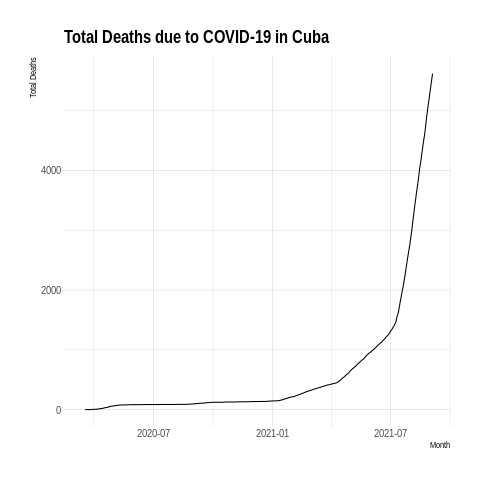 Total Deaths due to COVID-19 in Cuba
Total Deaths
4000
2000
0
2020-07
2021-01
2021-07
Month